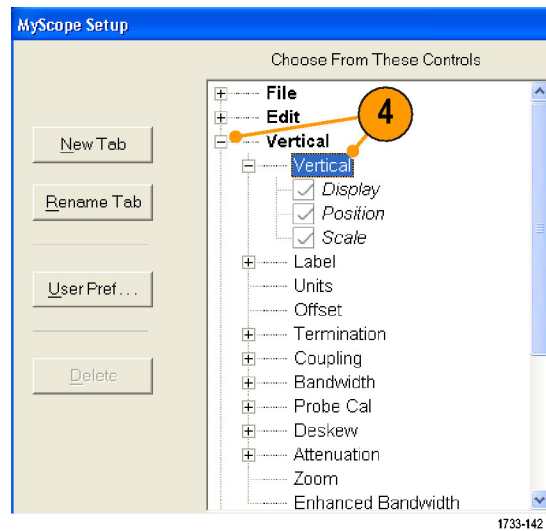 MyScope Setup
Choose From These Controls
File
Edit
4
New Tab
Vertical
Vertical
Display
Rename Tab
Position
Scale
Label
User Pref...
Units
Offset
Termination
Coupling
Delete
Bandwidth
Probe Cal
Deskew
Attenuation
Zoom
Enhanced Bandwidth
1733-142